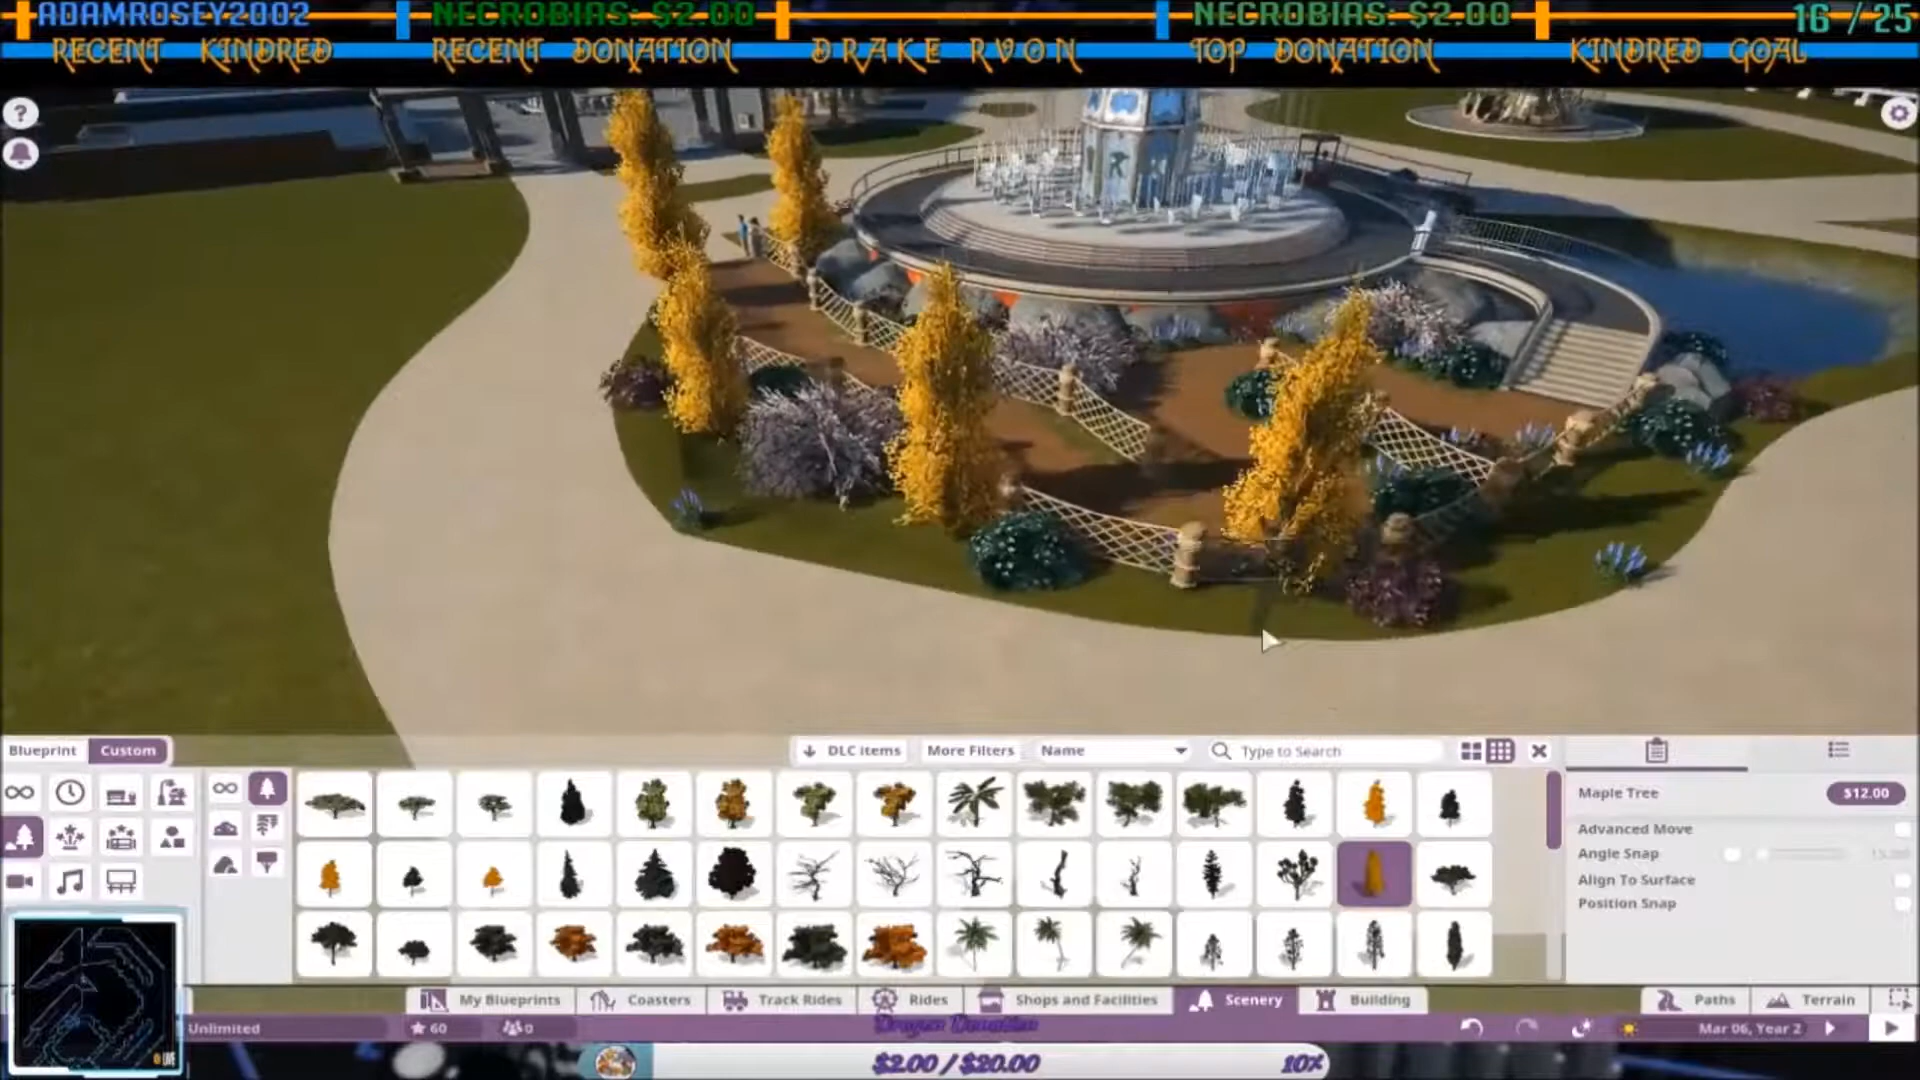 ADAMROSEY2002 NECROBIAS: $2.00 NECROBIAS: $2.00 16 / 25
RECENT KINDRED RECENT DONATION DRAKE RVON TOP DONATION KINDRED GOAL
?
Blueprint Custom DLC items More Filters Name Type to Search
Maple Tree $12.00
Advanced Move
Angle Snap
Align To Surface
Position Snap
My Blueprints Coasters Track Rides Rides Shops and Facilities Scenery Building Paths Terrain
Unlimited 60 0 Mar 06, Year 2
$2.00 / $20.00 10%